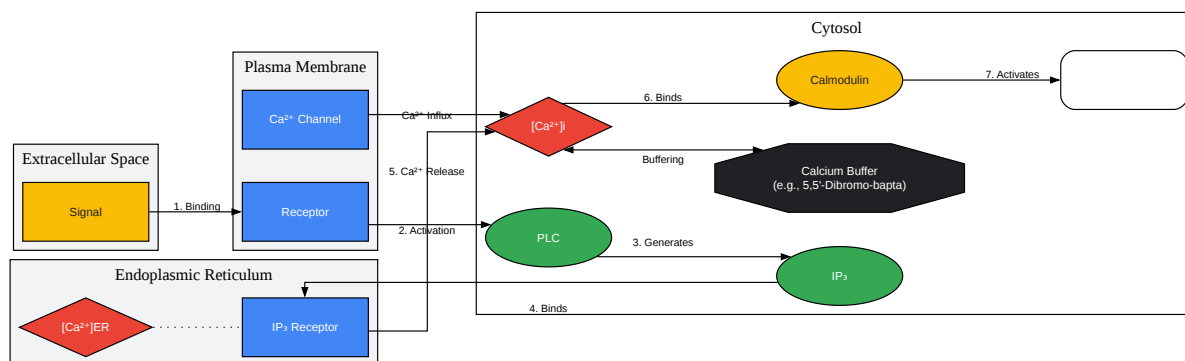 Cytosol
Plasma Membrane
Calmodulin
7. Activates
6. Binds
Ca²⁺ Channel
Ca²⁺ Influx
[Ca²⁺]i
Extracellular Space
Buffering
Calcium Buffer
(e.g., 5,5'-Dibromo-bapta)
5. Ca²⁺ Release
Signal
1. Binding
Receptor
2. Activation
PLC
3. Generates
IP₃
Endoplasmic Reticulum
4. Binds
[Ca²⁺]ER
IP₃ Receptor